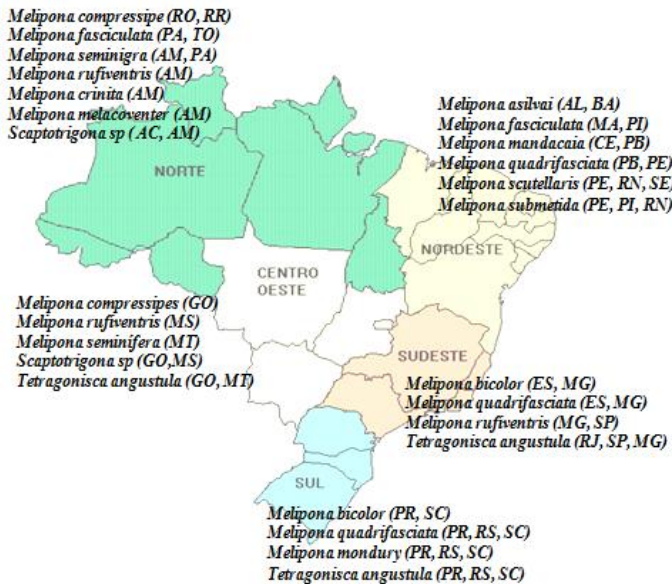 Melipona compressipe (RO, RR)
Melipona fasciculata (PA, TO)
Melipona seminigra (AM, PA)
Melipona rufiventris (AM)
Melipona crinita (AM)
Melipona melacoventer (AM)
Scaptotrigona sp (AC, AM)
NORTE
Melipona asilvai (AL, BA)
Melipona fasciculata (MA, PI)
Melipona mandacaia (CE, PB)
Melipona quadrifasciata (PB, PE)
Melipona scutellaris (PE, RN, SE)
Melipona submetida (PE, PI, RN)
NORDESTE
CENTRO
OESTE
Melipona compressipes (GO)
Melipona rufiventris (MS)
Melipona seminífera (MT)
Scaptotrigona sp (GO,MS)
Tetragonisca angustula (GO, MT)
SUDESTE
Melipona bicolor (ES, MG)
Melipona quadrifasciata (ES, MG)
Melipona rufiventris (MG, SP)
Tetragonisca angustula (RJ, SP, MG)
SUL
Melipona bicolor (PR, SC)
Melipona quadrifasciata (PR, RS, SC)
Melipona mondury (PR, RS, SC)
Tetragonisca angustula (PR, RS, SC)